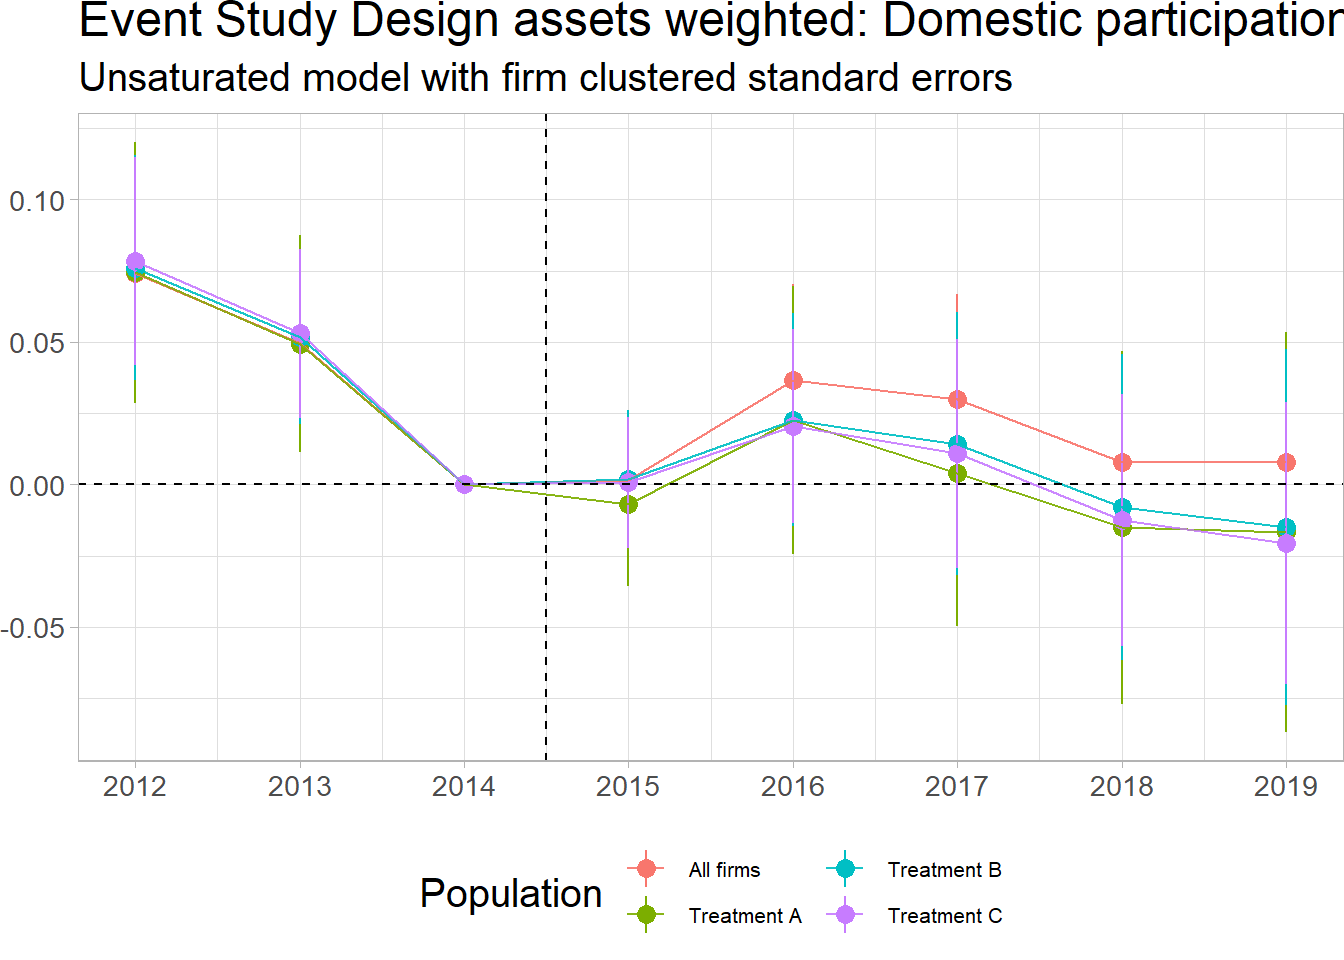 Event Study Design assets weighted: Domestic participation
Unsaturated model with firm clustered standard errors
0.10
0.05
0.00
-0.05
2012 2013 2014 2015 2016 2017 2018 2019
Population
All firms
Treatment A
Treatment B
Treatment C